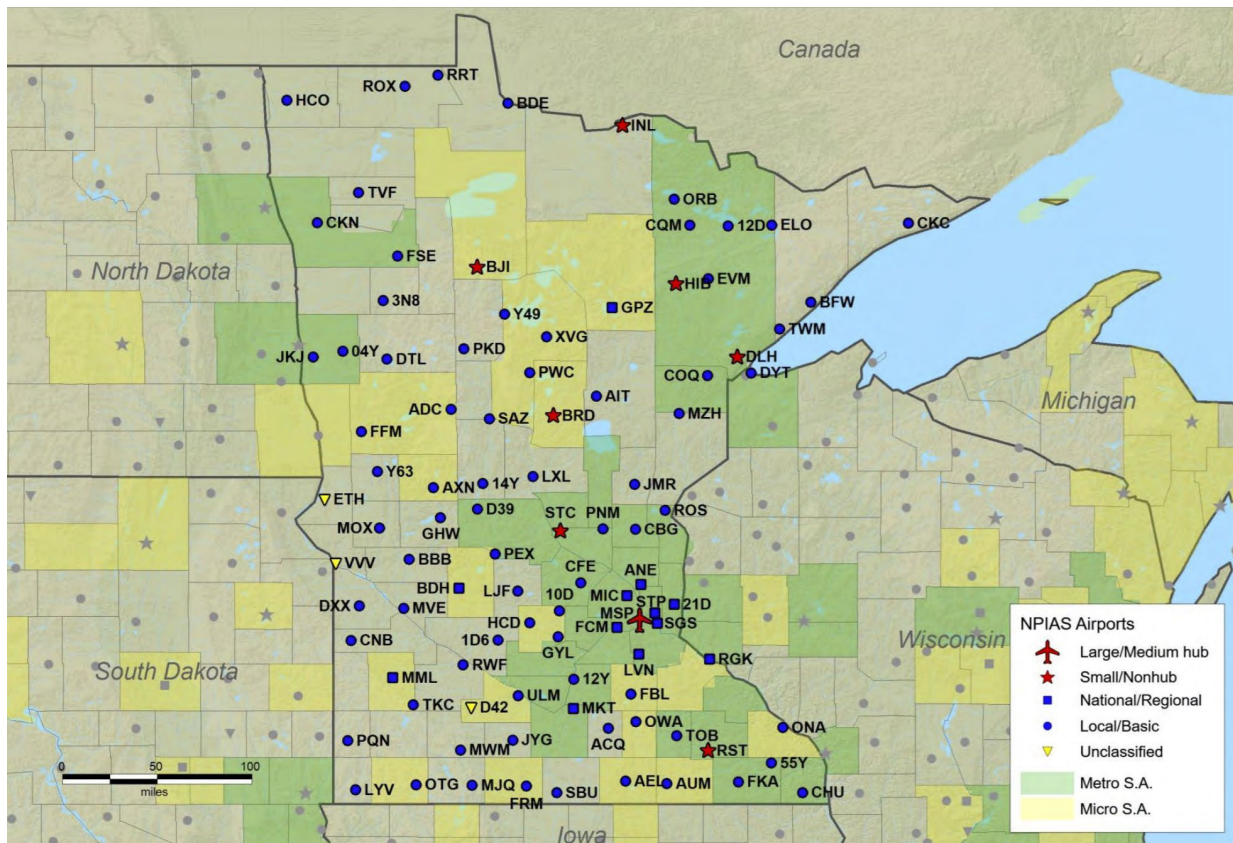 Canada
RRT
ROX
HCO
BDE
INL
TVF
ORB
CKN
CQM
12D
ELO
CKC
FSE
North Dakota
BJI
HIB
EVM
3N8
GPZ
BFW
Y49
TWM
XVG
JKJ
04Y
DTL
PKD
DLH
PWC
COQ
DYT
AIT
Michigan
ADC
SAZ
BRD
MZH
FFM
Y63
LXL
AXN
14Y
JMR
ETH
D39
STC
PNM
ROS
MOX
GHW
CBG
VVV
BBB
PEX
CFE
ANE
BDH
LJF
10D
MIC
STP
21D
DXX
MVE
MSP
HCD
FCM
SGS
CNB
1D6
GYL
Wisconsin
LVN
RGK
RWF
South Dakota
MML
12Y
ULM
FBL
TKC
D42
MKT
OWA
ONA
PQN
JYG
ACQ
TOB
MWM
RST
55Y
LYV
OTG
MJQ
FRM
SBU
AEL
AUM
FKA
CHU
Iowa
0 50 100
miles
NPIAS Airports
Large/Medium hub
Small/Nonhub
National/Regional
Local/Basic
Unclassified
Metro S.A.
Micro S.A.